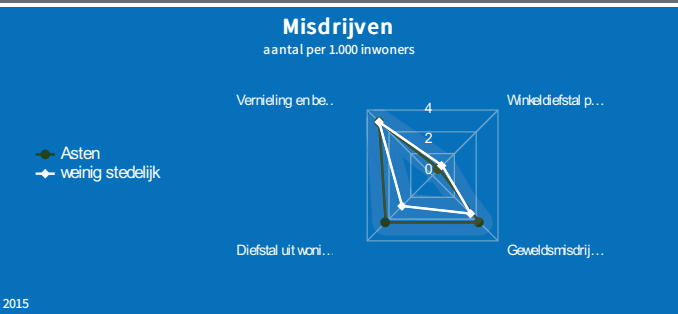 Misdrijven
aantal per 1.000 inwoners
Vernieling en be…
Winkeldiefstal p…
4
2
0
Asten
weinig stedelijk
Diefstal uit woni…
Geweldsmisdrij…
2015